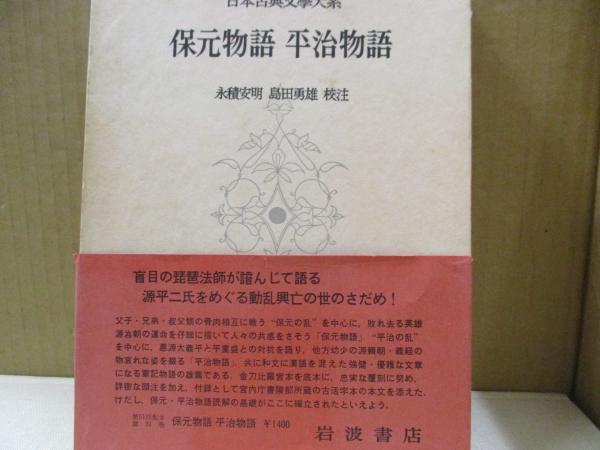 日本古典文學大系
保元物語 平治物語
永積安明 島田勇雄 校注
盲目の琵琶法師が諳んじて語る
源平二氏をめぐる動乱興亡の世のさだめ!
父子・兄弟・叔父甥の骨肉相互に戦う“保元の乱”を中心に、敗れ去る英雄
源為朝の運命を仔細に描いて人々の共感をさそう「保元物語」“平治の乱”
を中心に、悪源太義平と平重盛との対抗を語り、他方幼少の源頼朝・義経の
物哀れな姿を綴る「平治物語」。共に和文に漢語を混えた強健・優雅な文章
になる軍記物語の雄篇である。金刀比羅宮本を底本に、忠実な覆刻に努め、
詳密な頭注を加え、付録として宮内庁書陵部所蔵の古活字本の本文を添えた。
けだし、保元・平治物語読解の基礎がここに確立されたといえよう。
保元物語 平治物語 ¥1400
岩波書店